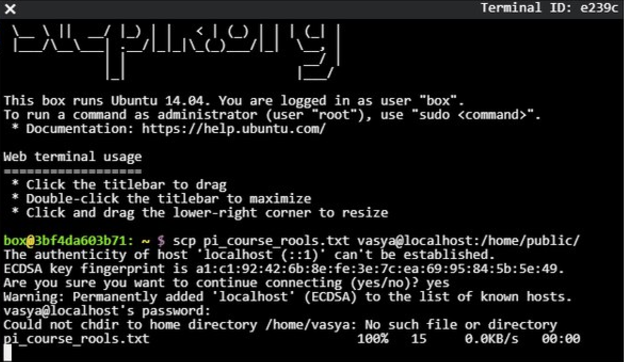 Terminal ID: e239c
This box runs Ubuntu 14.04. You are logged in as user "box".
To run a command as administrator (user "root"), use "sudo <command>".
* Documentation: https://help.ubuntu.com/
Web terminal usage
==================
* Click the titlebar to drag
* Double-click the titlebar to maximize
* Click and drag the lower-right corner to resize
box@3bf4da603b71: ~ $ scp pi_course_rools.txt vasya@localhost:/home/public/
The authenticity of host 'localhost (::1)' can't be established.
ECDSA key fingerprint is a1:c1:92:42:6b:8e:fe:3e:7c:ea:69:95:84:5b:5e:49.
Are you sure you want to continue connecting (yes/no)? yes
Warning: Permanently added 'localhost' (ECDSA) to the list of known hosts.
vasya@localhost's password:
Could not chdir to home directory /home/vasya: No such file or directory
pi_course_rools.txt 100% 15 0.0KB/s 00:00